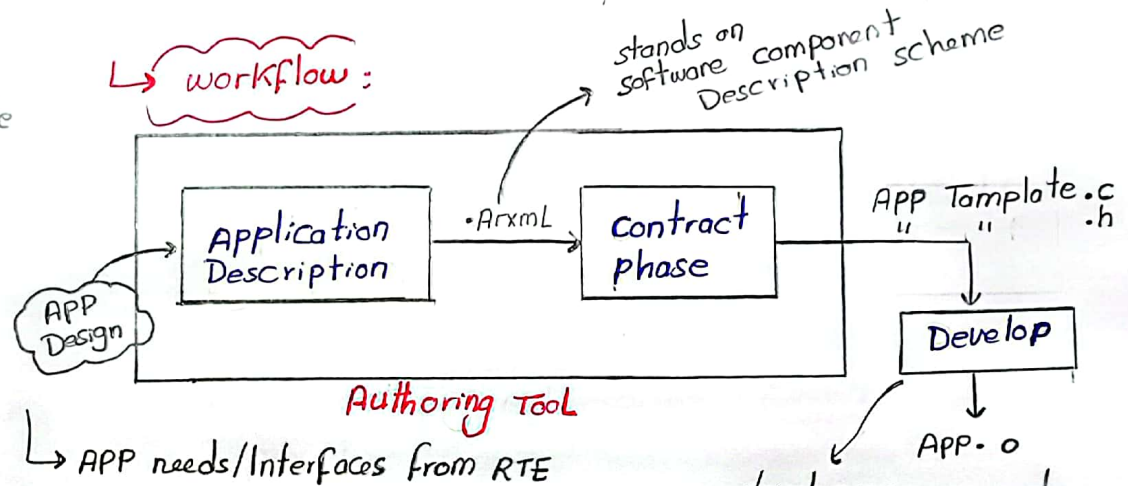 workflow :
stands on
software component
Description scheme
Application
Description
.ArxmL
Contract
phase
APP Tamplate .c
" " .h
APP
Design
Develop
Authoring TooL
APP. o
APP needs/Interfaces from RTE